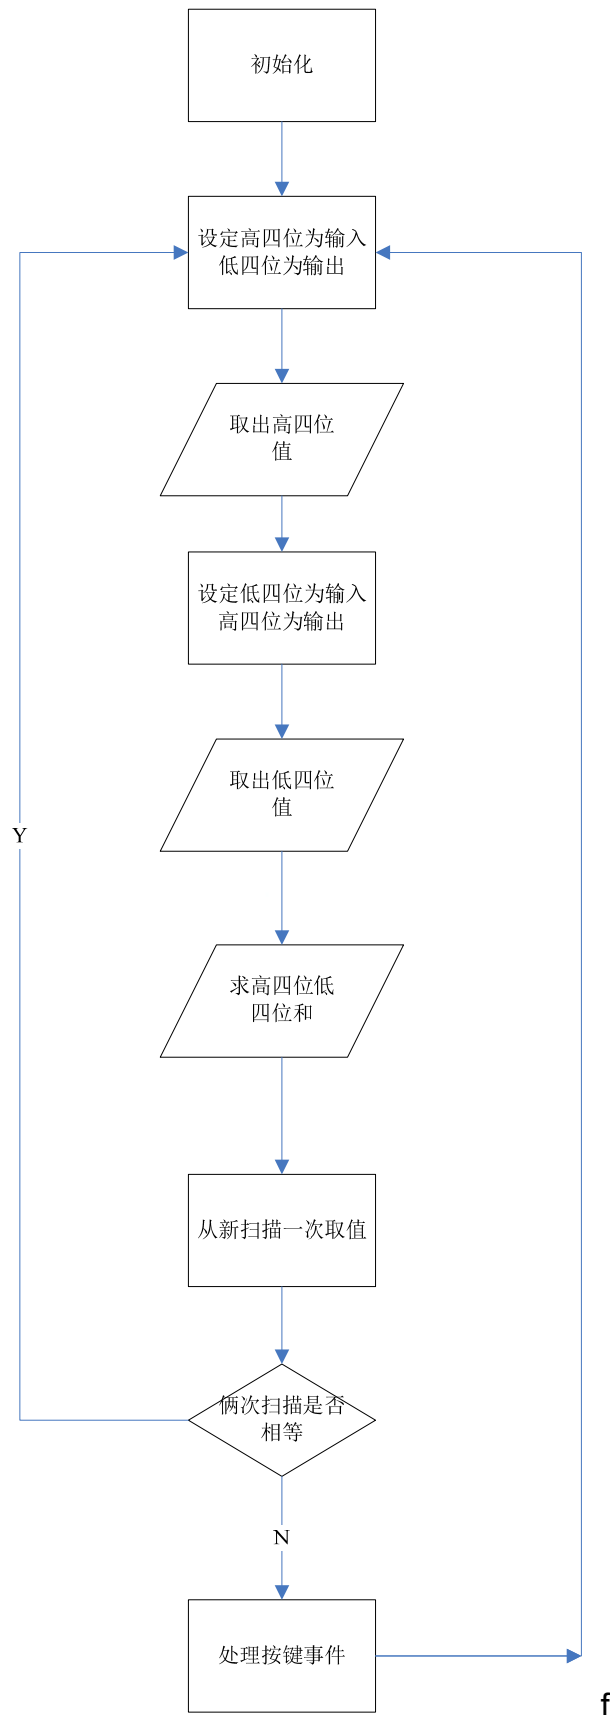 初始化
设定高四位为输入
低四位为输出
取出高四位
值
设定低四位为输入
高四位为输出
取出低四位
值
Y
求高四位低
四位和
从新扫描一次取值
俩次扫描是否
相等
N
处理按键事件
f